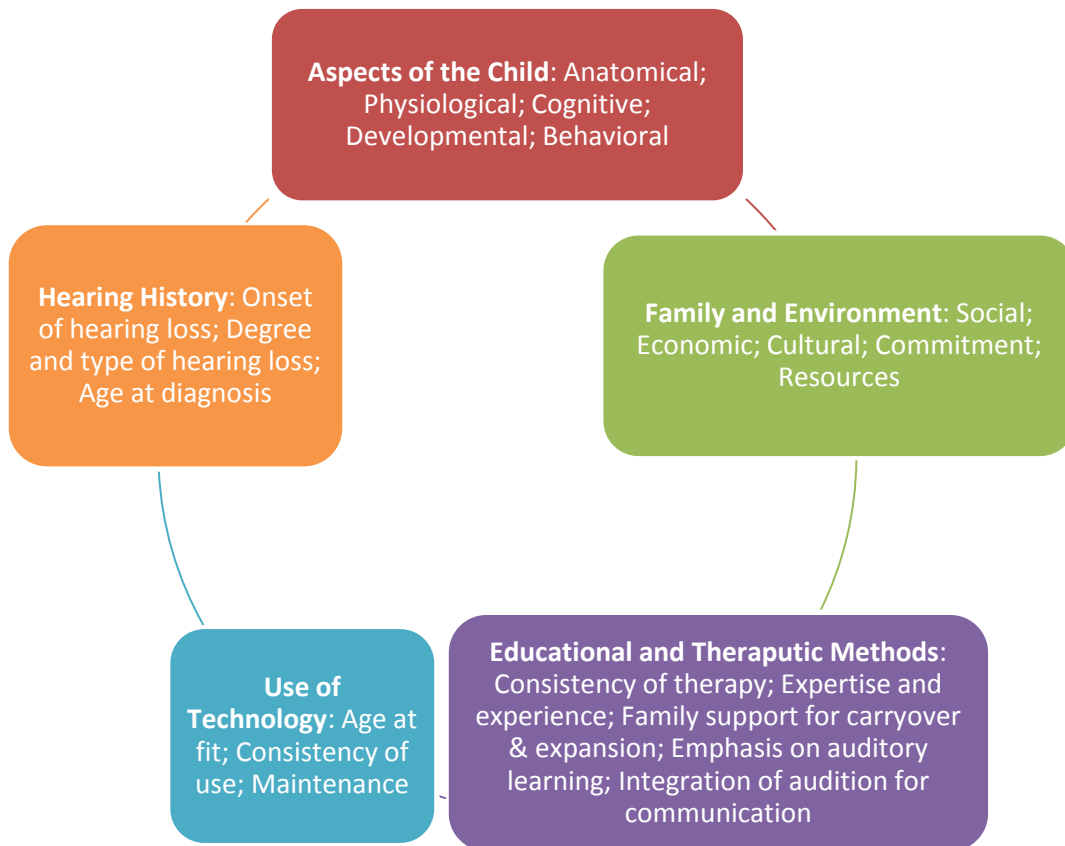 Aspects of the Child: Anatomical;
Physiological; Cognitive;
Developmental; Behavioral
Family and Environment: Social;
Economic; Cultural; Commitment;
Resources
Educational and Theraputic Methods:
Consistency of therapy; Expertise and
experience; Family support for carryover
& expansion; Emphasis on auditory
learning; Integration of audition for
communication
Use of
Technology: Age at
fit; Consistency of
use; Maintenance
Hearing History: Onset
of hearing loss; Degree
and type of hearing loss;
Age at diagnosis